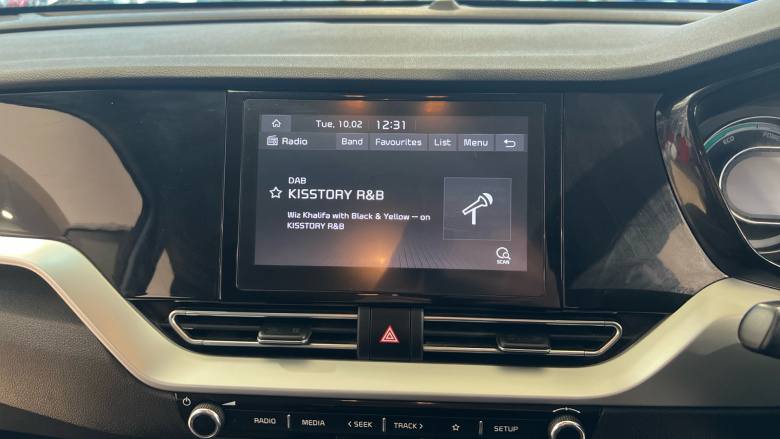 Tue, 10.02 12:31
Radio Band Favourites List Menu
DAB
KISSTORY R&B
Wiz Khalifa with Black & Yellow -- on
KISSTORY R&B
SCAN
ECO POWER
RADIO MEDIA < SEEK TRACK > SETUP